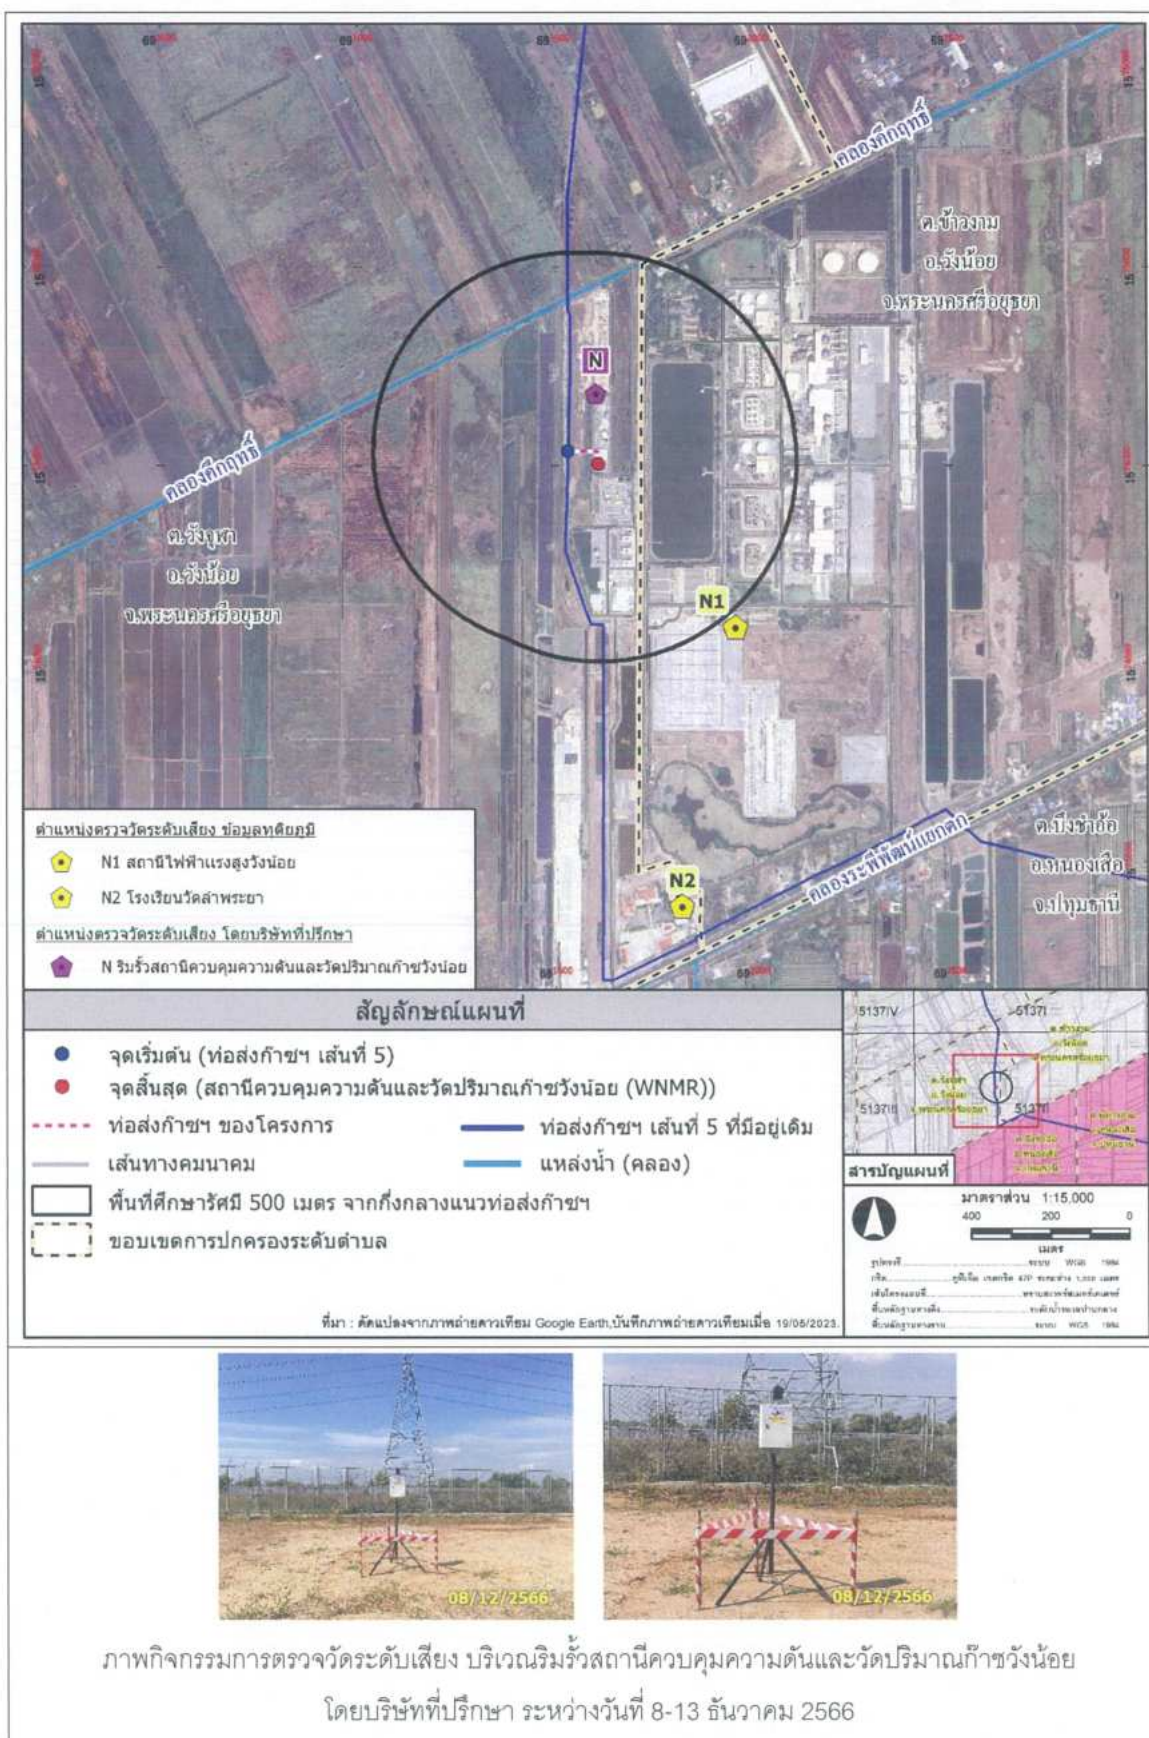 คลองคึกฤทธิ์
ต.ข้าวงาม
อ.วังน้อย
จ.พระนครศรีอยุธยา
N
คลองคึกฤทธิ์
ต.วังจุฬา
อ.วังน้อย
จ.พระนครศรีอยุธยา
N1
ตำแหน่งตรวจวัดระดับเสียง ข้อมูลทุติยภูมิ
N1 สถานีไฟฟ้าแรงสูงวังน้อย
N2 โรงเรียนวัดลำพระยา
ตำแหน่งตรวจวัดระดับเสียง โดยบริษัทที่ปรึกษา
N ริมรั้วสถานีควบคุมความดันและวัดปริมาณก๊าซวังน้อย
N2
คลองระพีพัฒน์แยกตก
ต.บึงชำอ้อ
อ.หนองเสือ
จ.ปทุมธานี
สัญลักษณ์แผนที่
จุดเริ่มต้น (ท่อส่งก๊าซฯ เส้นที่ 5)
จุดสิ้นสุด (สถานีควบคุมความดันและวัดปริมาณก๊าซวังน้อย (WNMR))
ท่อส่งก๊าซฯ ของโครงการ
ท่อส่งก๊าซฯ เส้นที่ 5 ที่มีอยู่เดิม
เส้นทางคมนาคม
แหล่งน้ำ (คลอง)
พื้นที่ศึกษารัศมี 500 เมตร จากกึ่งกลางแนวท่อส่งก๊าซฯ
ขอบเขตการปกครองระดับตำบล
ที่มา : ดัดแปลงจากภาพถ่ายดาวเทียม Google Earth,บันทึกภาพถ่ายดาวเทียมเมื่อ 19/05/2023.
5137IV
5137I
5137III
สารบัญแผนที่
มาตราส่วน 1:15,000
400 200 0
เมตร
08/12/2566
08/12/2566
ภาพกิจกรรมการตรวจวัดระดับเสียง บริเวณริมรั้วสถานีควบคุมความดันและวัดปริมาณก๊าซวังน้อย
โดยบริษัทที่ปรึกษา ระหว่างวันที่ 8-13 ธันวาคม 2566